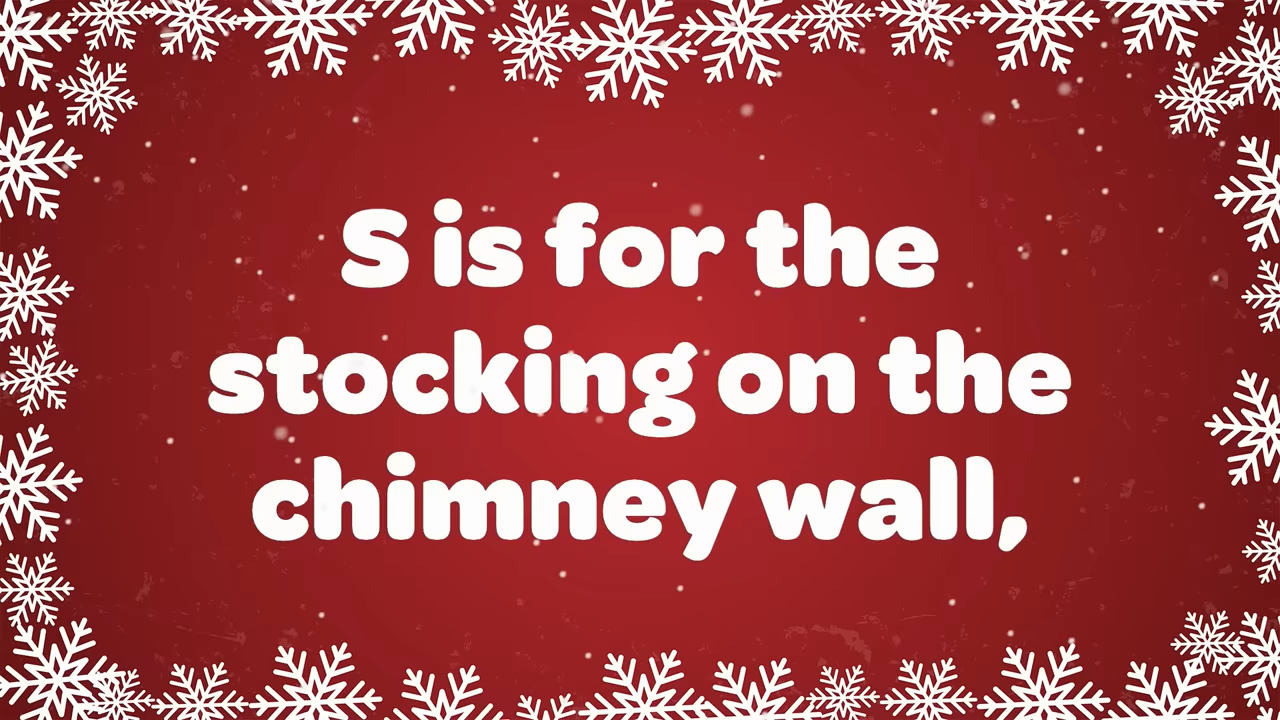 S is for the
stocking on the
chimney wall,